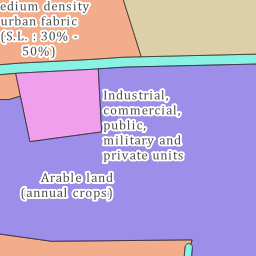 edium density
urban fabric
(S.L. : 30% -
50%)
Industrial,
commercial,
public,
military and
private units
Arable land
(annual crops)